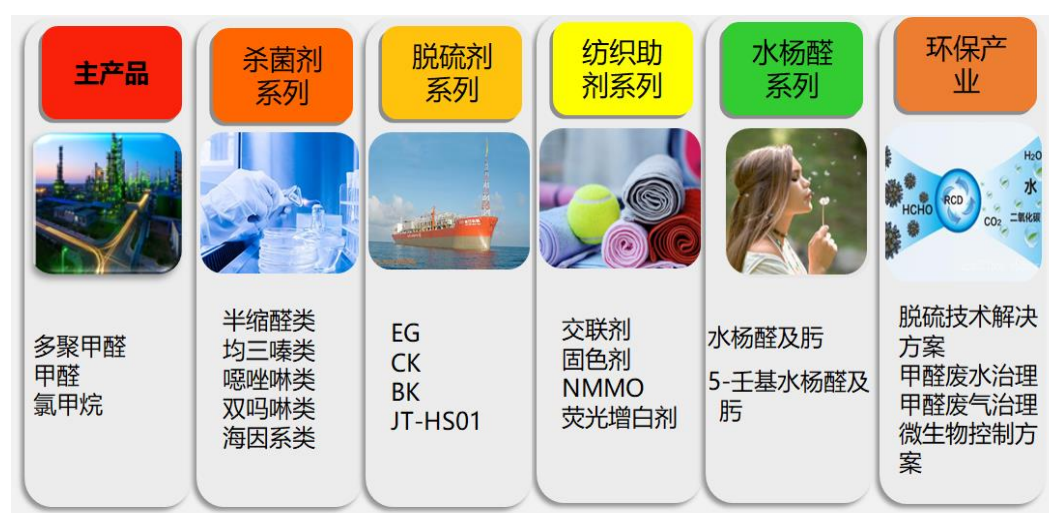 主产品
杀菌剂
系列
脱硫剂
系列
纺织助
剂系列
水杨醛
系列
环保产
业
H₂O
水
RCD
HCHO
CO₂
二氧化碳
多聚甲醛
甲醛
氯甲烷
半缩醛类
均三嗪类
噁唑啉类
双吗啉类
海因系类
EG
CK
BK
JT-HS01
交联剂
固色剂
NMMO
荧光增白剂
水杨醛及肟
5-壬基水杨醛及
肟
脱硫技术解决
方案
甲醛废水治理
甲醛废气治理
微生物控制方
案